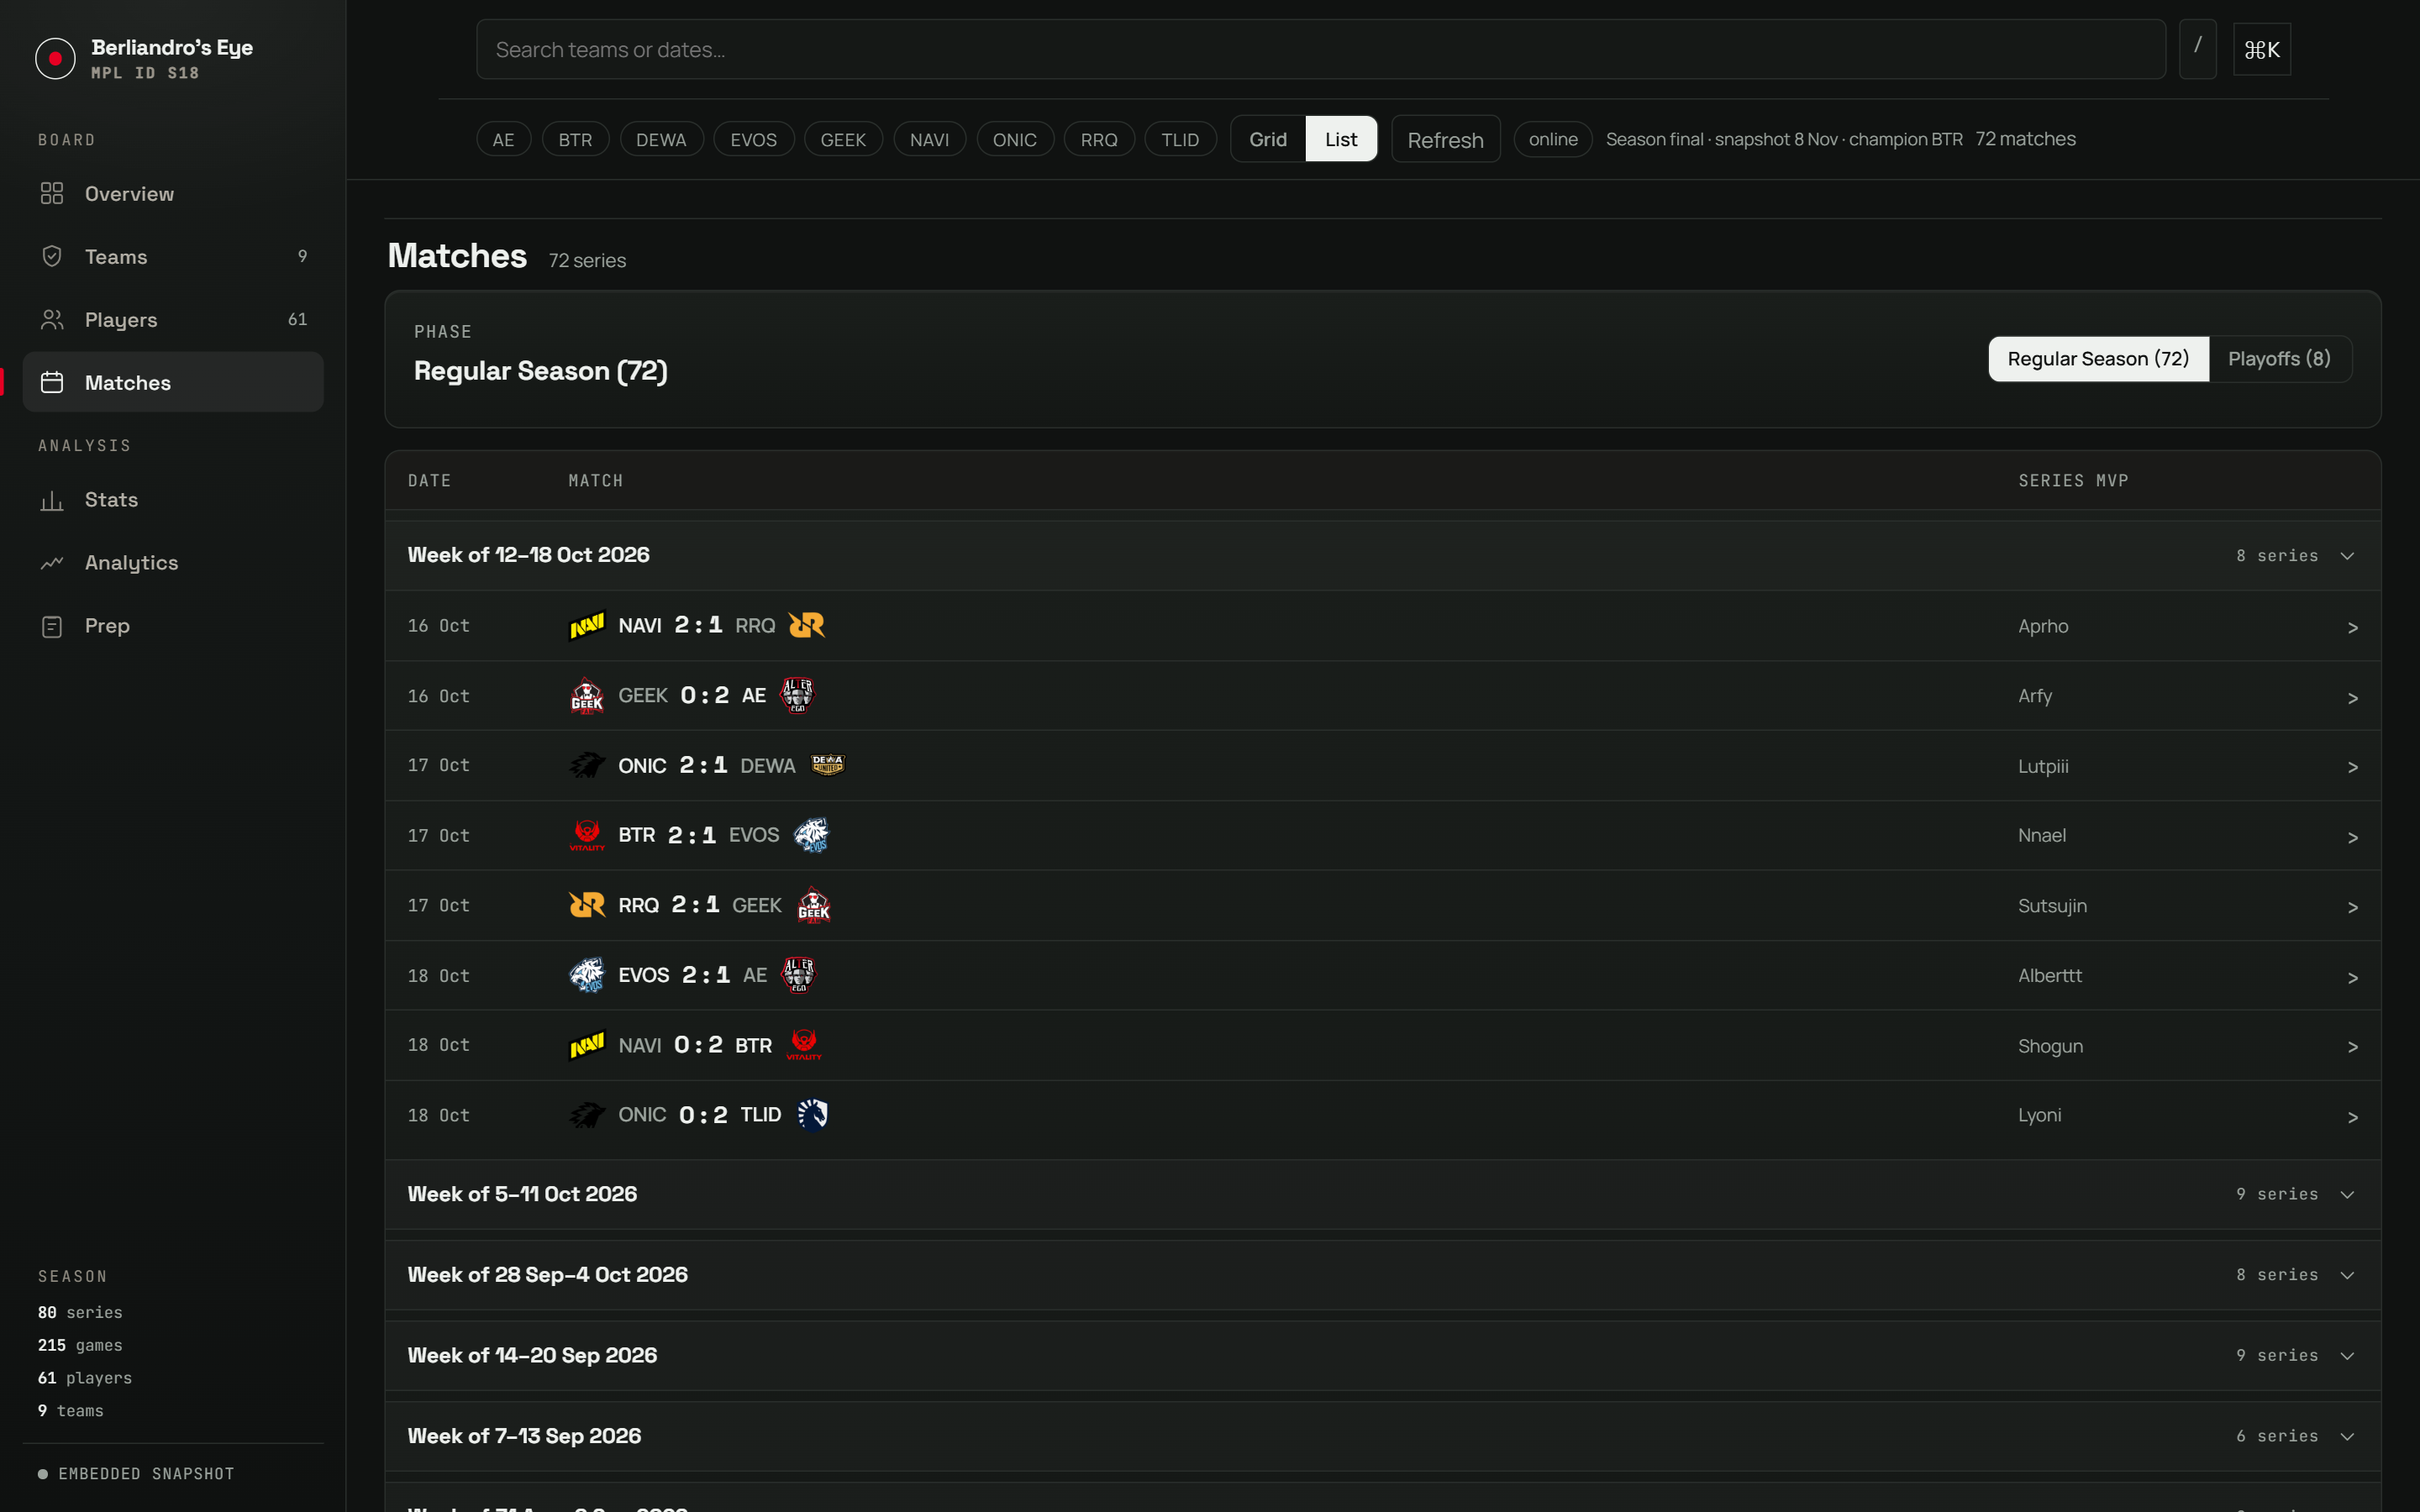 Berliandro's Eye
MPL ID S18
BOARD
Overview
Teams 9
Players 61
Matches
ANALYSIS
Stats
Analytics
Prep
SEASON
80 series
215 games
61 players
9 teams
EMBEDDED SNAPSHOT
Search teams or dates...
/
⌘K
AE BTR DEWA EVOS GEEK NAVI ONIC RRQ TLID Grid List Refresh online Season final · snapshot 8 Nov · champion BTR 72 matches
Matches 72 series
PHASE
Regular Season (72)
Regular Season (72) Playoffs (8)
DATE MATCH SERIES MVP
Week of 12–18 Oct 2026 8 series
16 Oct NAVI 2:1 RRQ Aprho >
16 Oct GEEK 0:2 AE Arfy >
17 Oct ONIC 2:1 DEWA Lutpiii >
17 Oct BTR 2:1 EVOS Nnael >
17 Oct RRQ 2:1 GEEK Sutsujin >
18 Oct EVOS 2:1 AE Alberttt >
18 Oct NAVI 0:2 BTR Shogun >
18 Oct ONIC 0:2 TLID Lyoni >
Week of 5–11 Oct 2026 9 series
Week of 28 Sep–4 Oct 2026 8 series
Week of 14–20 Sep 2026 9 series
Week of 7–13 Sep 2026 6 series